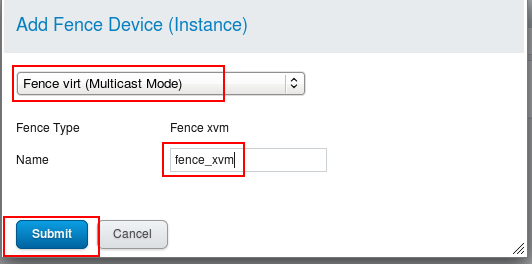 Add Fence Device (Instance)
Fence virt (Multicast Mode)
Fence Type Fence xvm
Name fence_xvm
Submit Cancel